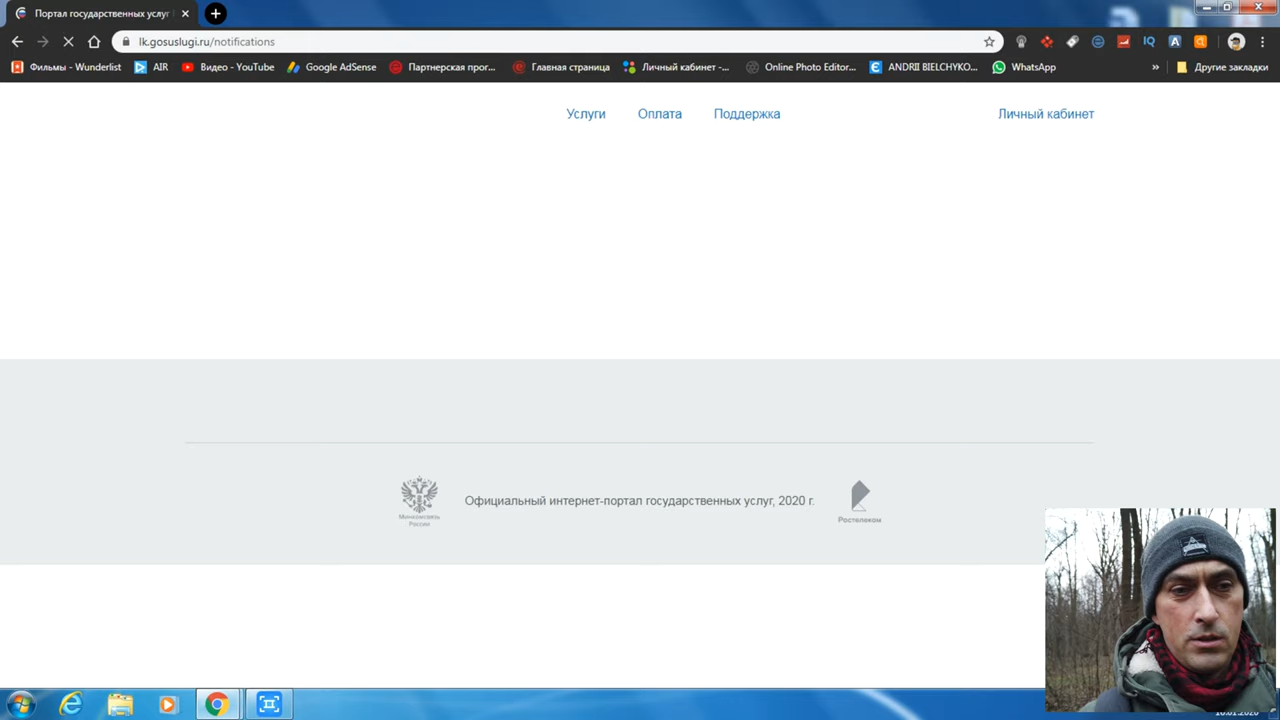 Портал государственных услуг
lk.gosuslugi.ru/notifications
Фильмы - Wunderlist
AIR
Видео - YouTube
Google AdSense
Партнерская прог...
Главная страница
Личный кабинет -...
Online Photo Editor...
ANDRII BIELCHYKO...
WhatsApp
»
Другие закладки
Услуги
Оплата
Поддержка
Личный кабинет
Минкомсвязь
России
Официальный интернет-портал государственных услуг, 2020 г.
Ростелеком